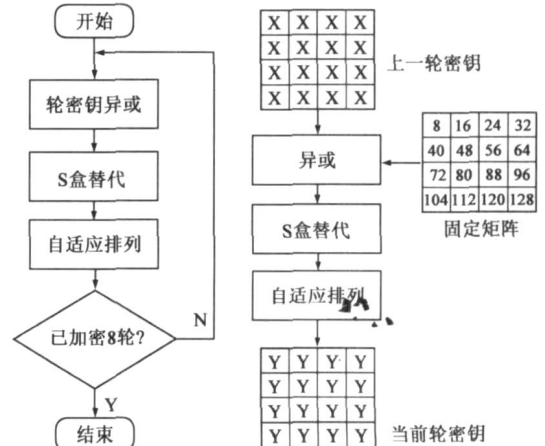 开始
轮密钥异或
S盒替代
自适应排列
已加密8轮?
N
Y
结束
X X X X
X X X X
X X X X
X X X X
上一轮密钥
异或
8 16 24 32
40 48 56 64
72 80 88 96
104 112 120 128
固定矩阵
S盒替代
自适应排列
Y Y Y Y
Y Y Y Y
Y Y Y Y
Y Y Y Y
当前轮密钥